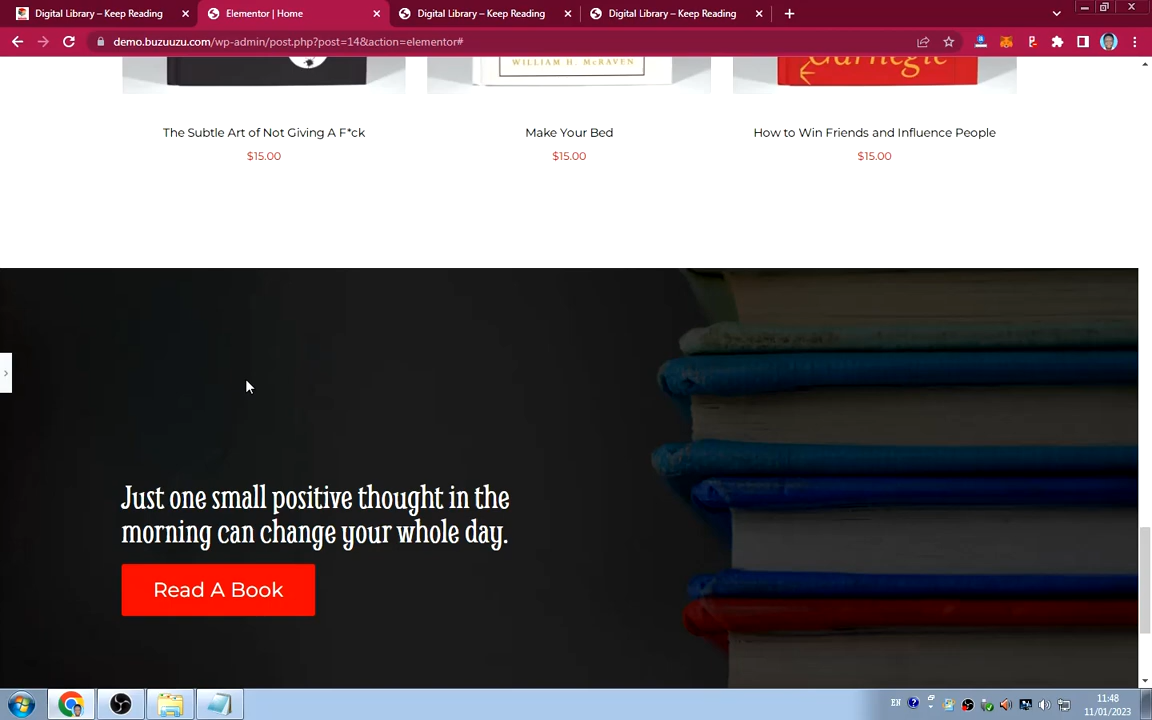 Digital Library – Keep Reading
Elementor | Home
Digital Library – Keep Reading
Digital Library – Keep Reading
demo.buzuuzu.com/wp-admin/post.php?post=14&action=elementor#
WILLIAM H. McRAVEN
Carnegie
The Subtle Art of Not Giving A F*ck
Make Your Bed
How to Win Friends and Influence People
$15.00
$15.00
$15.00
Just one small positive thought in the
morning can change your whole day.
Read A Book
EN
11:48
11/01/2023